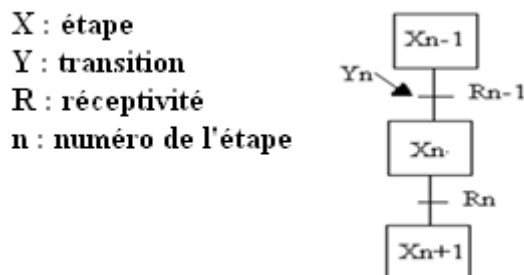 X : étape
Y : transition
R : réceptivité
n : numéro de l'étape
Xn-1
Yn
Rn-1
Xn.
Rn
Xn+1